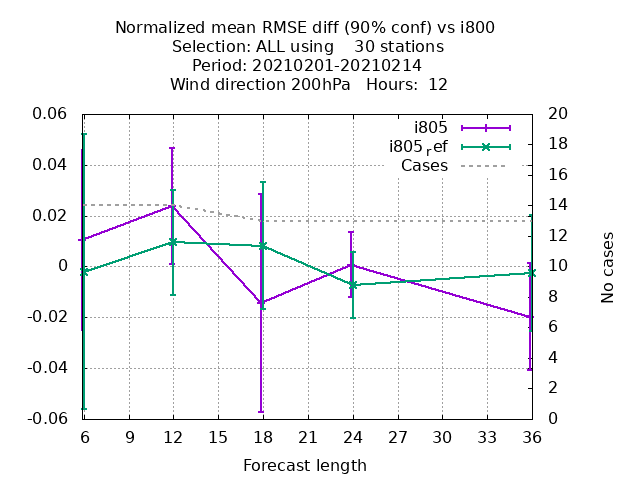 Normalized mean RMSE diff (90% conf) vs i800
Selection: ALL using    30 stations
Period: 20210201-20210214
Wind direction 200hPa   Hours:  12
i805
i805ref
Cases
0.06
0.04
0.02
0
-0.02
-0.04
-0.06
20
18
16
14
12
10
8
6
4
2
0
No cases
6 9 12 15 18 21 24 27 30 33 36
Forecast length